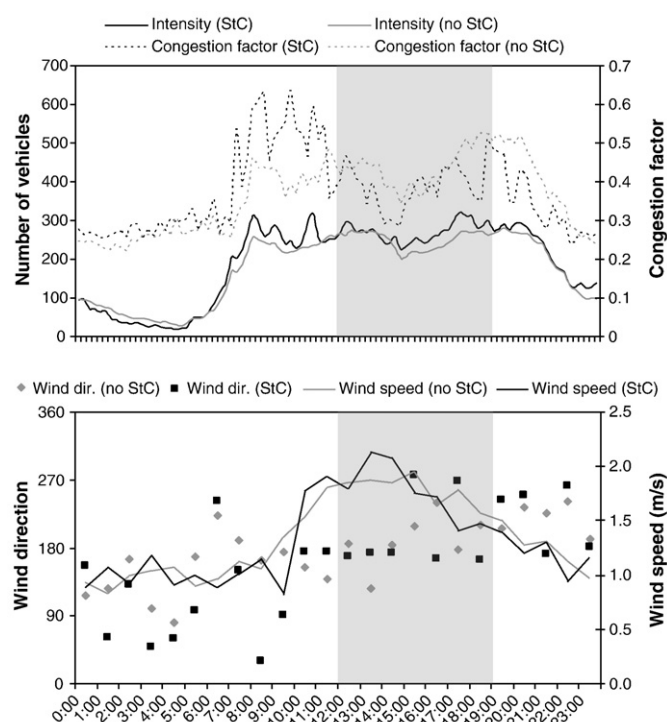 Intensity (StC) Intensity (no StC)
Congestion factor (StC) Congestion factor (no StC)
700 0.7
600 0.6
500 0.5
400 0.4
300 0.3
200 0.2
100 0.1
0 0
Number of vehicles
Congestion factor
Wind dir. (no StC) Wind dir. (StC) Wind speed (no StC) Wind speed (StC)
360 2.5
2.0
270
1.5
180
1.0
90
0.5
0 0.0
Wind direction
Wind speed (m/s)
0:00 1:00 2:00 3:00 4:00 5:00 6:00 7:00 8:00 9:00 10:00 11:00 12:00 13:00 14:00 15:00 16:00 17:00 18:00 19:00 20:00 21:00 22:00 23:00